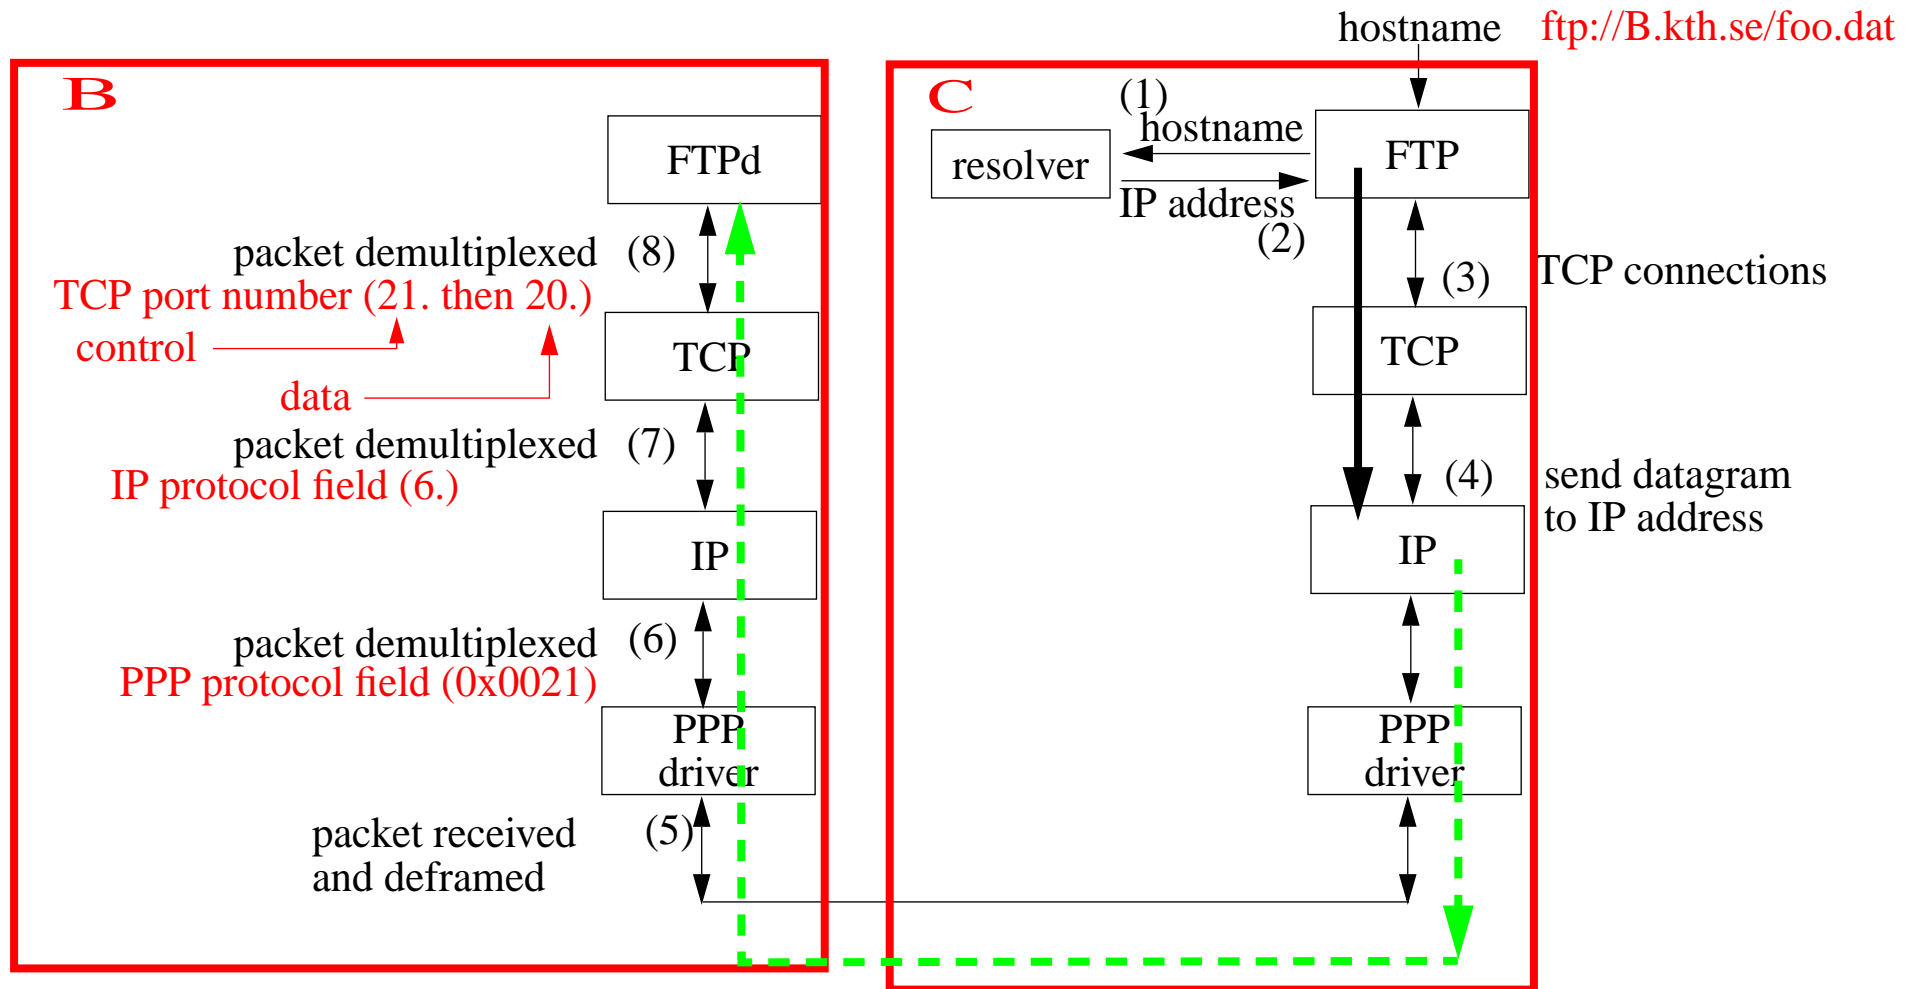 hostname ftp://B.kth.se/foo.dat
B
C
(1)
hostname
FTPd
resolver
FTP
IP address
(2)
packet demultiplexed (8)
TCP port number (21. then 20.)
(3)
TCP connections
control
TCP
TCP
data
packet demultiplexed (7)
IP protocol field (6.)
(4)
send datagram
to IP address
IP
IP
packet demultiplexed (6)
PPP protocol field (0x0021)
PPP
driver
PPP
driver
packet received (5)
and deframed